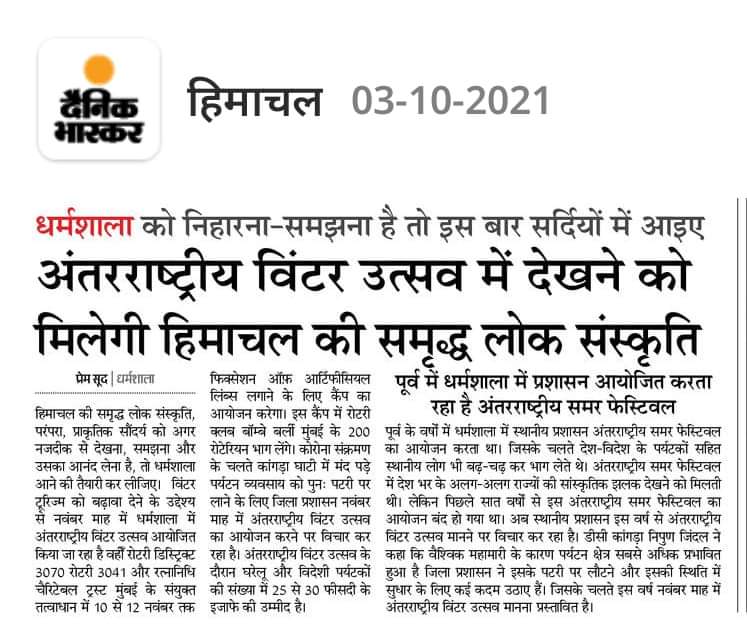 दैनिक
भास्कर
हिमाचल 03-10-2021
धर्मशाला को निहारना-समझना है तो इस बार सर्दियों में आइए
अंतरराष्ट्रीय विंटर उत्सव में देखने को
मिलेगी हिमाचल की समृद्ध लोक संस्कृति
प्रेम सूद | धर्मशाला
हिमाचल की समृद्ध लोक संस्कृति,
परंपरा, प्राकृतिक सौंदर्य को अगर
नजदीक से देखना, समझना और
उसका आनंद लेना है, तो धर्मशाला
आने की तैयारी कर लीजिए। विंटर
टूरिज्म को बढ़ावा देने के उद्देश्य
से नवंबर माह में धर्मशाला में
अंतरराष्ट्रीय विंटर उत्सव आयोजित
किया जा रहा है वहीं रोटरी डिस्ट्रिक्ट
3070 रोटरी 3041 और रत्नानिधि
चैरिटेबल ट्रस्ट मुंबई के संयुक्त
तत्वाधान में 10 से 12 नवंबर तक
फिक्सेशन ऑफ़ आर्टिफीसियल
लिंब्स लगाने के लिए कैंप का
आयोजन करेगा। इस कैंप में रोटरी
क्लब बॉम्बे बर्ली मुंबई के 200
रोटेरियन भाग लेंगे। कोरोना संक्रमण
के चलते कांगड़ा घाटी में मंद पड़े
पर्यटन व्यवसाय को पुनः पटरी पर
लाने के लिए जिला प्रशासन नवंबर
माह में अंतरराष्ट्रीय विंटर उत्सव
का आयोजन करने पर विचार कर
रहा है। अंतरराष्ट्रीय विंटर उत्सव के
दौरान घरेलू और विदेशी पर्यटकों
की संख्या में 25 से 30 फीसदी के
इजाफे की उम्मीद है।
पूर्व में धर्मशाला में प्रशासन आयोजित करता
रहा है अंतरराष्ट्रीय समर फेस्टिवल
पूर्व के वर्षों में धर्मशाला में स्थानीय प्रशासन अंतरराष्ट्रीय समर फेस्टिवल
का आयोजन करता था। जिसके चलते देश-विदेश के पर्यटकों सहित
स्थानीय लोग भी बढ़-चढ़ कर भाग लेते थे। अंतरराष्ट्रीय समर फेस्टिवल
में देश भर के अलग-अलग राज्यों की सांस्कृतिक झलक देखने को मिलती
थी। लेकिन पिछले सात वर्षों से इस अंतरराष्ट्रीय समर फेस्टिवल का
आयोजन बंद हो गया था। अब स्थानीय प्रशासन इस वर्ष से अंतरराष्ट्रीय
विंटर उत्सव मानने पर विचार कर रहा है। डीसी कांगड़ा निपुण जिंदल ने
कहा कि वैश्विक महामारी के कारण पर्यटन क्षेत्र सबसे अधिक प्रभावित
हुआ है जिला प्रशासन ने इसके पटरी पर लौटने और इसकी स्थिति में
सुधार के लिए कई कदम उठाए हैं। जिसके चलते इस वर्ष नवंबर माह में
अंतरराष्ट्रीय विंटर उत्सव मानना प्रस्तावित है।